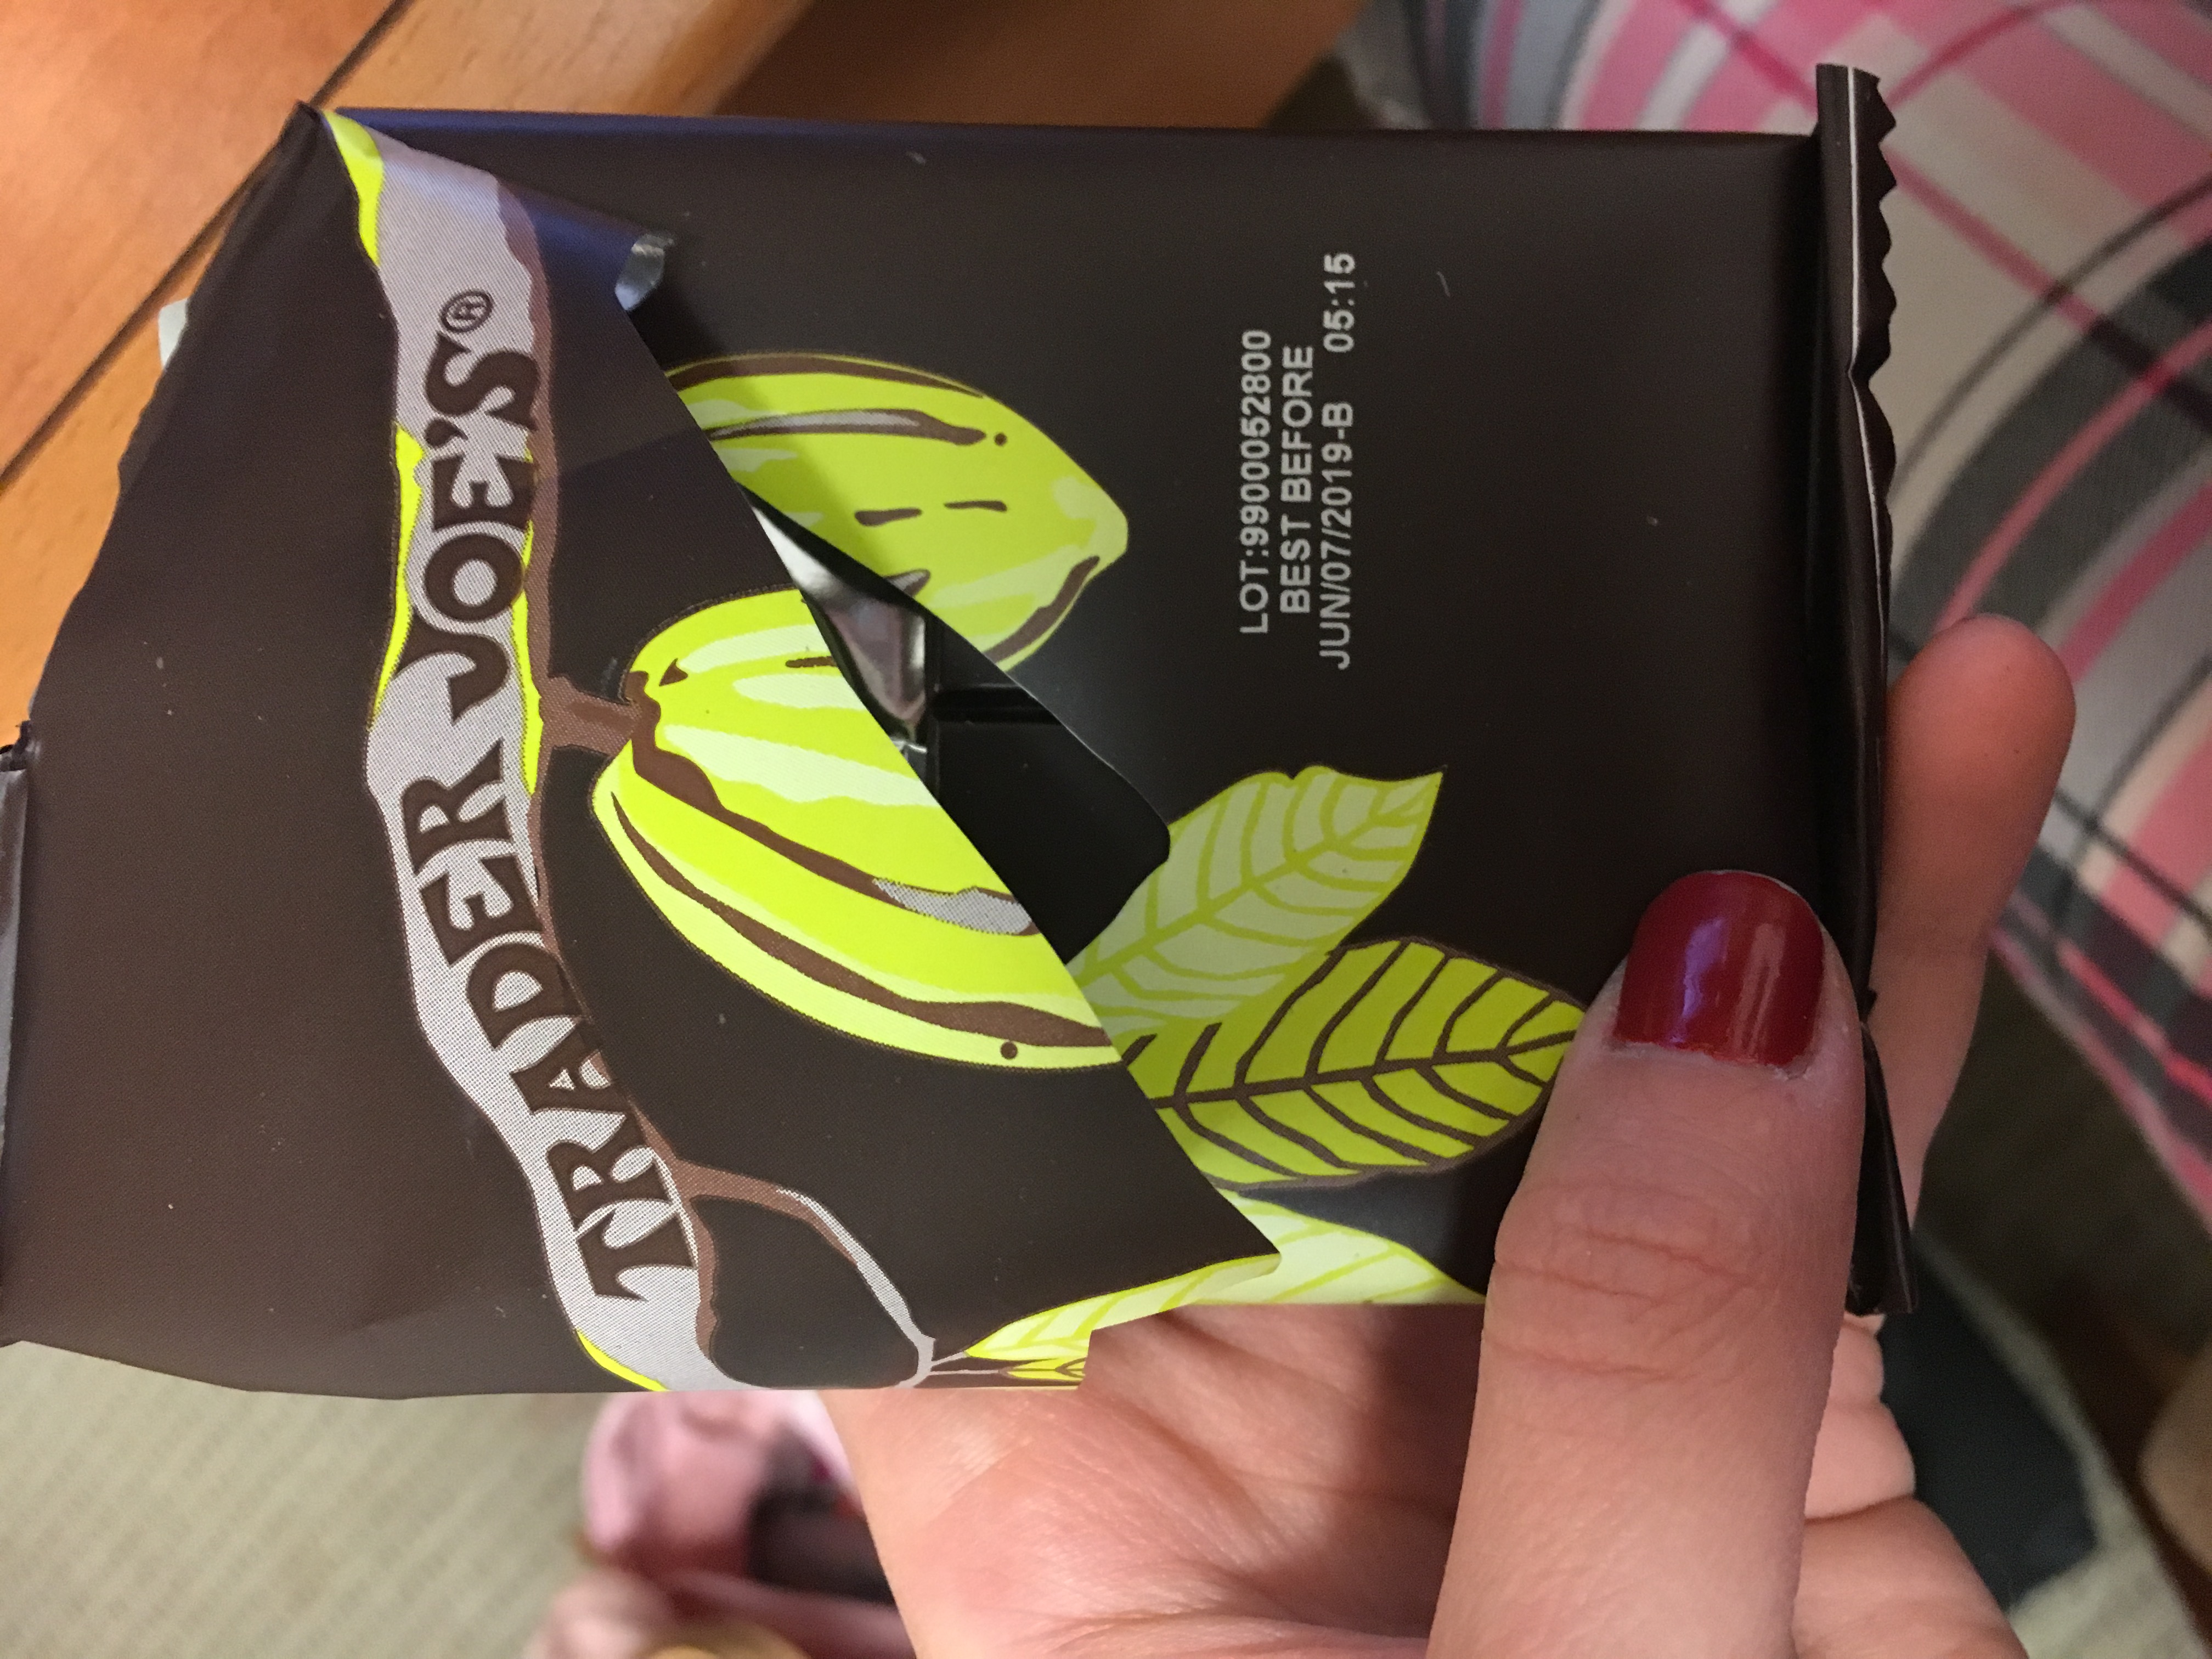 TRADER JOE'S®
LOT:9900052800
BEST BEFORE
JUN/07/2019-B 05:15